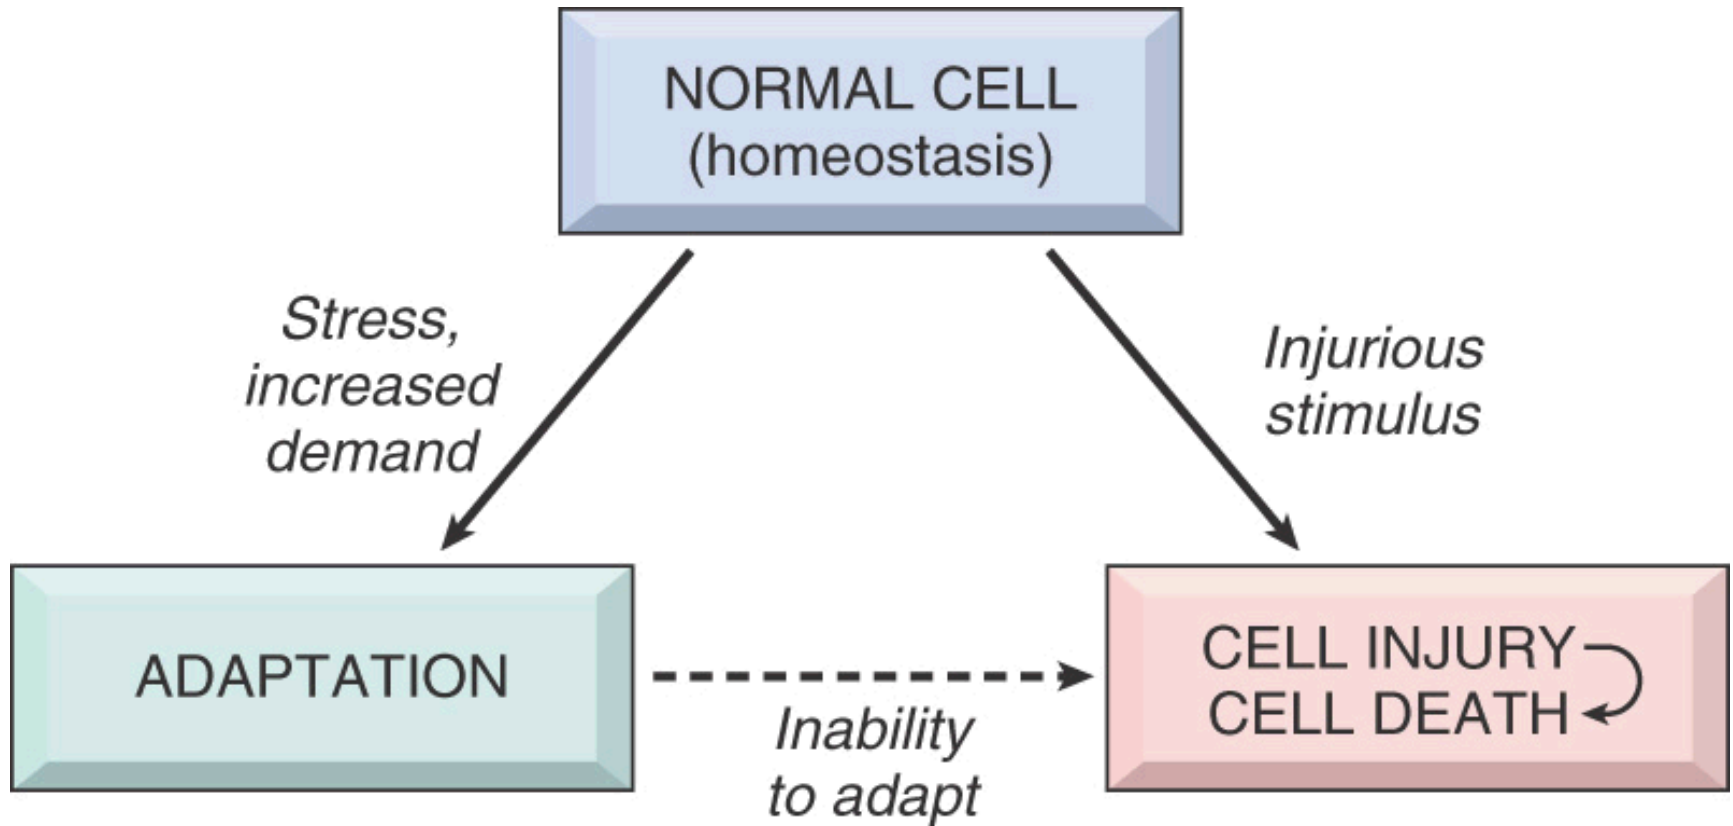 NORMAL CELL
(homeostasis)
Stress,
increased
demand
Injurious
stimulus
ADAPTATION
Inability
to adapt
CELL INJURY
CELL DEATH